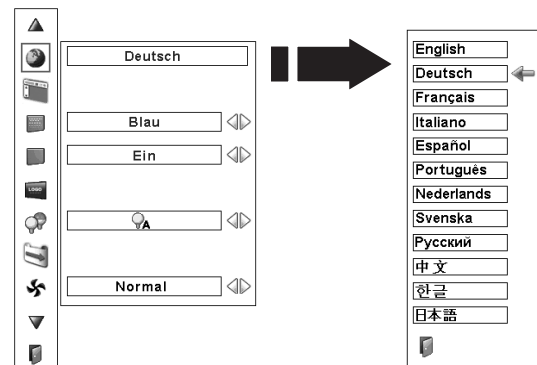 Deutsch
Blau
Ein
LOGO
A
Normal
English
Deutsch
Français
Italiano
Español
Português
Nederlands
Svenska
Русский
中文
한글
日本語